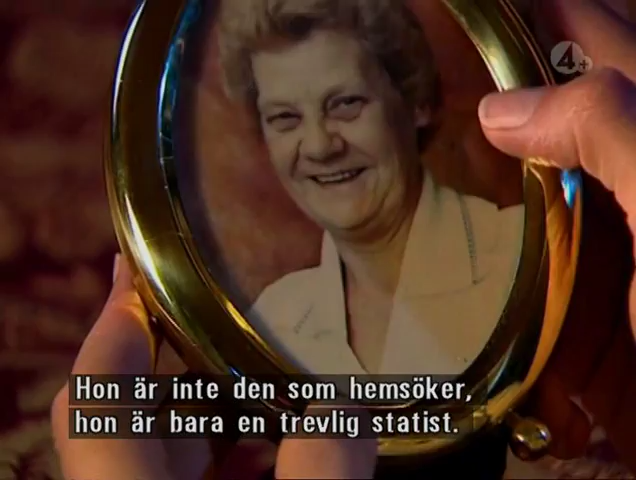 4+
Hon är inte den som hemsöker,
hon är bara en trevlig statist.